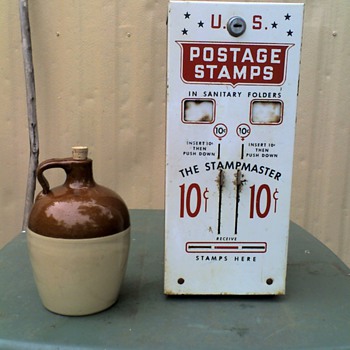 U. S.
POSTAGE
STAMPS
IN SANITARY FOLDERS
10¢ 10¢
INSERT 10¢ INSERT 10¢
THEN THEN
PUSH DOWN PUSH DOWN
THE STAMPMASTER
10¢ 10¢
RECEIVE
STAMPS HERE